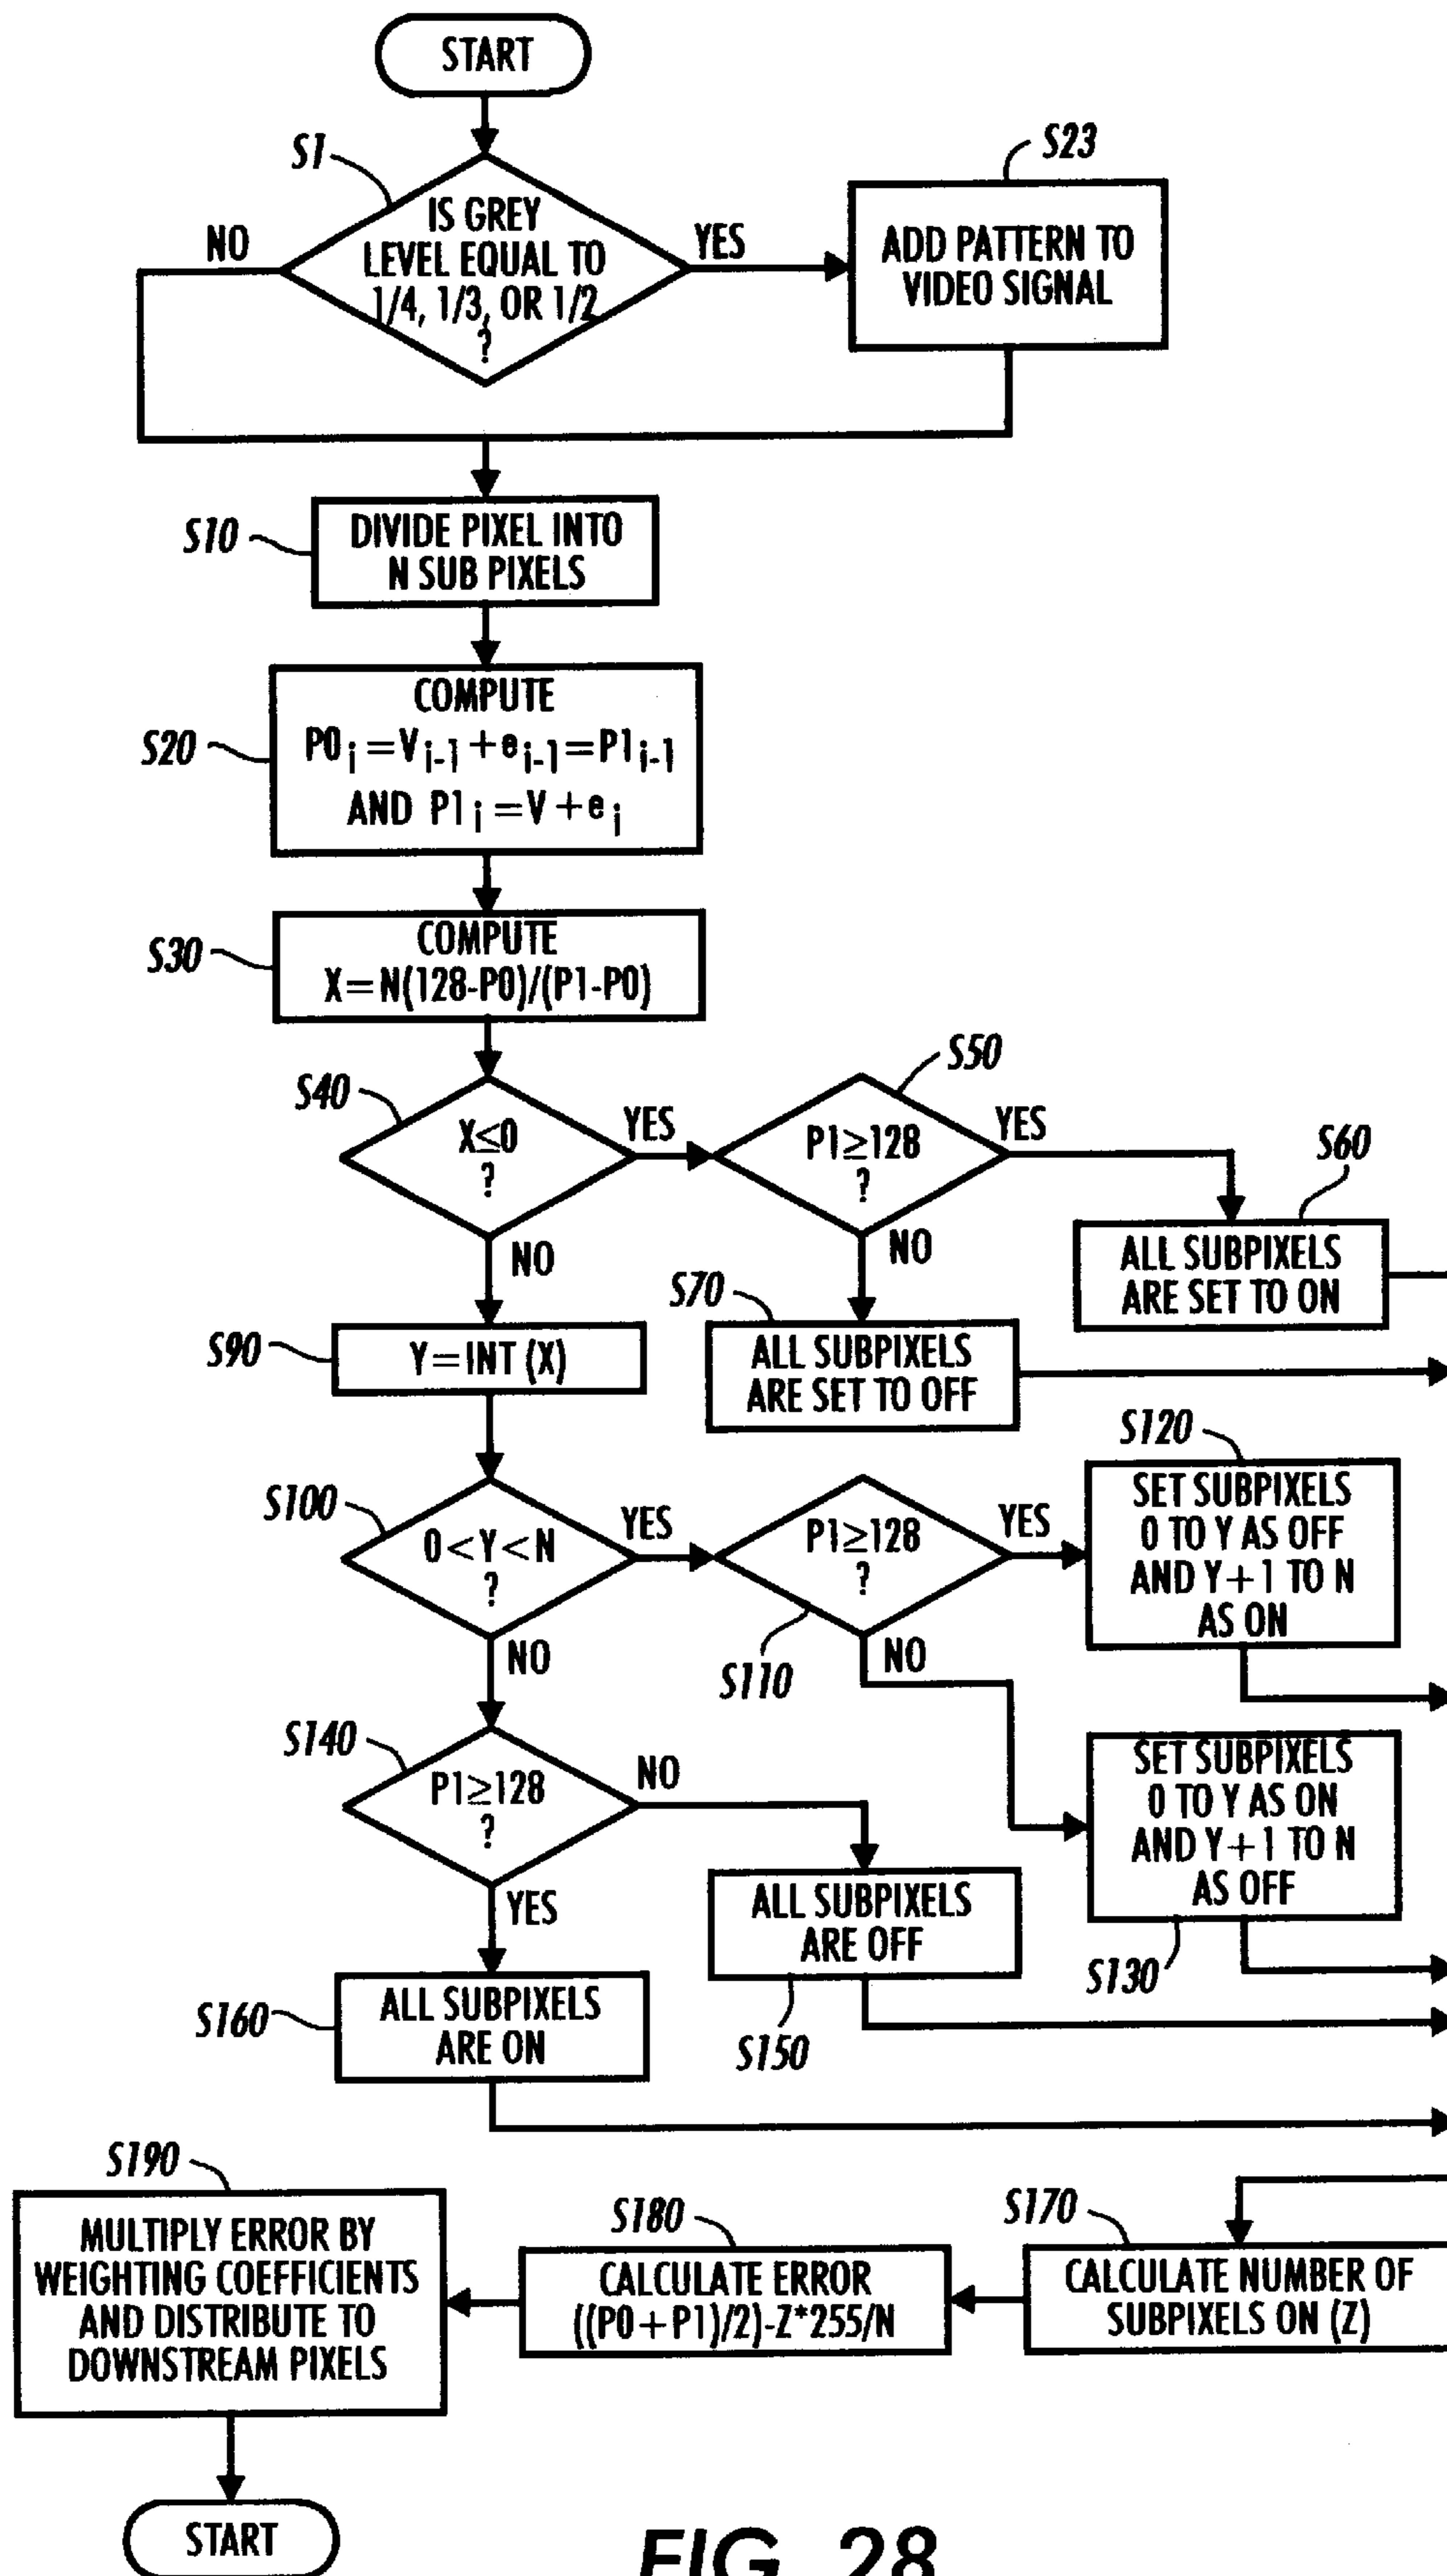 START
S1
IS GREY
LEVEL EQUAL TO
1/4, 1/3, OR 1/2
?
NO
YES
S23
ADD PATTERN TO
VIDEO SIGNAL
S10
DIVIDE PIXEL INTO
N SUB PIXELS
S20
COMPUTE
P0i=Vi-1+ei-1=P1i-1
AND P1i=V+ei
S30
COMPUTE
X=N(128-P0)/(P1-P0)
S40
X≤0
?
YES
NO
S50
P1≥128
?
YES
NO
S60
ALL SUBPIXELS
ARE SET TO ON
S70
ALL SUBPIXELS
ARE SET TO OFF
S90
Y=INT (X)
S100
0<Y<N
?
YES
NO
P1≥128
?
S110
YES
NO
S120
SET SUBPIXELS
0 TO Y AS OFF
AND Y+1 TO N
AS ON
SET SUBPIXELS
0 TO Y AS ON
AND Y+1 TO N
AS OFF
S130
S140
P1≥128
?
NO
YES
ALL SUBPIXELS
ARE OFF
S150
S160
ALL SUBPIXELS
ARE ON
S170
CALCULATE NUMBER OF
SUBPIXELS ON (Z)
S180
CALCULATE ERROR
((P0+P1)/2)-Z*255/N
S190
MULTIPLY ERROR BY
WEIGHTING COEFFICIENTS
AND DISTRIBUTE TO
DOWNSTREAM PIXELS
START
FIG. 28